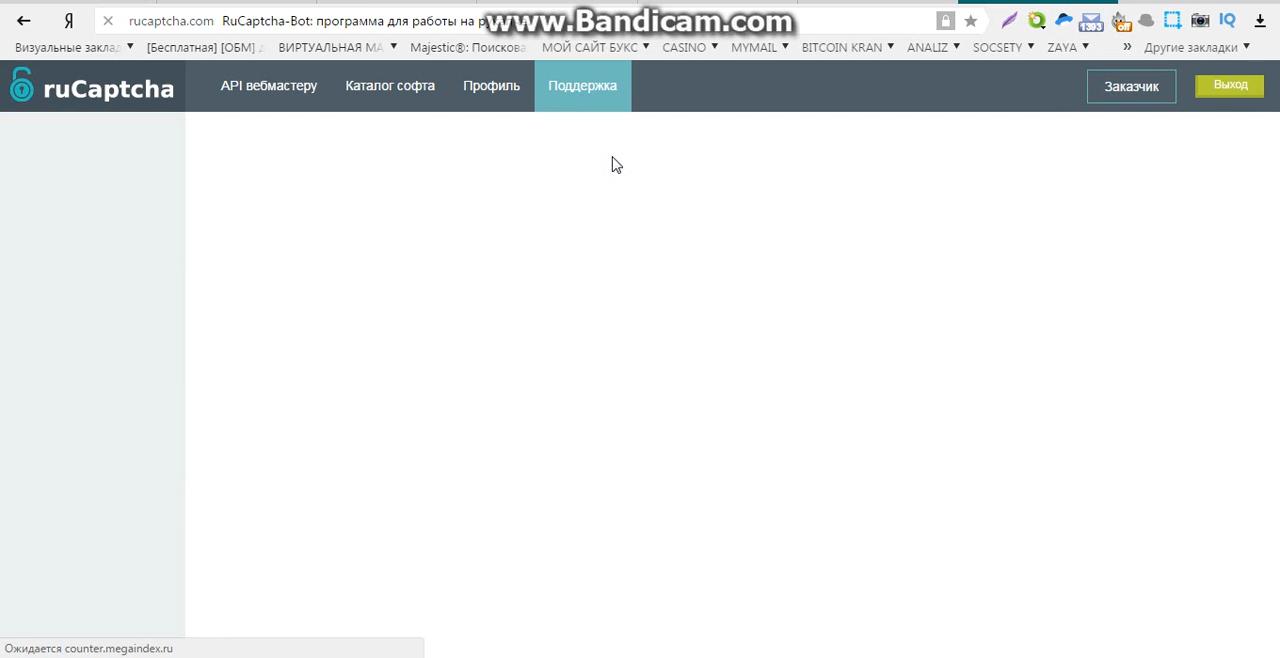 rucaptcha.com RuCaptcha-Bot: программа для работы на
www.Bandicam.com
Визуальные заклад [Бесплатная] [ОБМ] ВИРТУАЛЬНАЯ МА Majestic®: Поискова МОЙ САЙТ БУКС CASINO MYMAIL BITCOIN KRAN ANALIZ SOCSETY ZAYA » Другие закладки
ruCaptcha API вебмастеру Каталог софта Профиль Поддержка Заказчик Выход
Ожидается counter.megaindex.ru